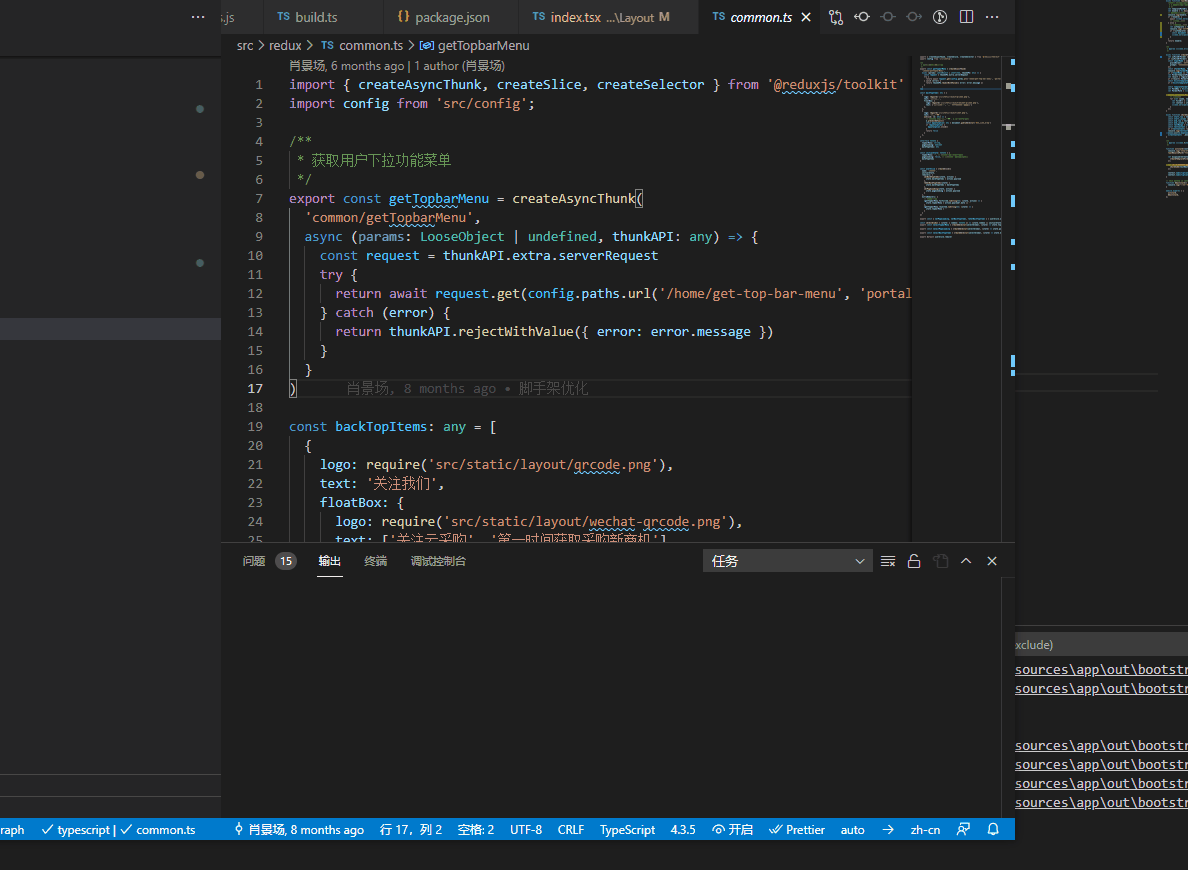 .js
TS build.ts
{} package.json
TS index.tsx ...\Layout M
TS common.ts
src > redux > TS common.ts > getTopbarMenu
肖景场, 6 months ago | 1 author (肖景场)
1 import { createAsyncThunk, createSlice, createSelector } from '@reduxjs/toolkit'
2 import config from 'src/config';
3
4 /**
5 * 获取用户下拉功能菜单
6 */
7 export const getTopbarMenu = createAsyncThunk(
8 'common/getTopbarMenu',
9 async (params: LooseObject | undefined, thunkAPI: any) => {
10 const request = thunkAPI.extra.serverRequest
11 try {
12 return await request.get(config.paths.url('/home/get-top-bar-menu', 'portal
13 } catch (error) {
14 return thunkAPI.rejectWithValue({ error: error.message })
15 }
16 }
17 ) 肖景场, 8 months ago • 脚手架优化
18
19 const backTopItems: any = [
20 {
21 logo: require('src/static/layout/qrcode.png'),
22 text: '关注我们',
23 floatBox: {
24 logo: require('src/static/layout/wechat-qrcode.png'),
25 text: ['关注云采购', '第一时间获取采购新商机']
问题 15 输出 终端 调试控制台 任务
xclude)
sources\app\out\bootstr
sources\app\out\bootstr
sources\app\out\bootstr
sources\app\out\bootstr
sources\app\out\bootstr
sources\app\out\bootstr
raph typescript | common.ts 肖景场, 8 months ago 行 17，列 2 空格: 2 UTF-8 CRLF TypeScript 4.3.5 开启 Prettier auto zh-cn